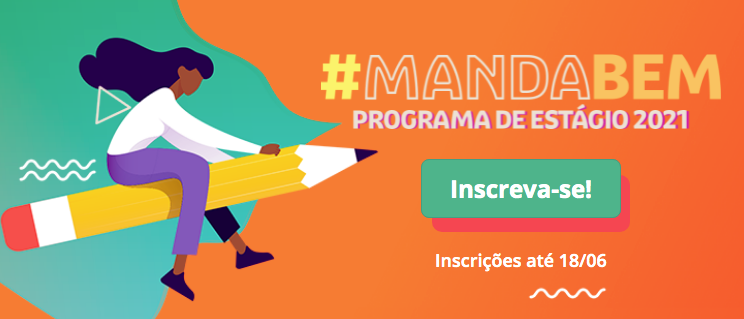 #MANDABEM
PROGRAMA DE ESTÁGIO 2021
Inscreva-se!
Inscrições até 18/06